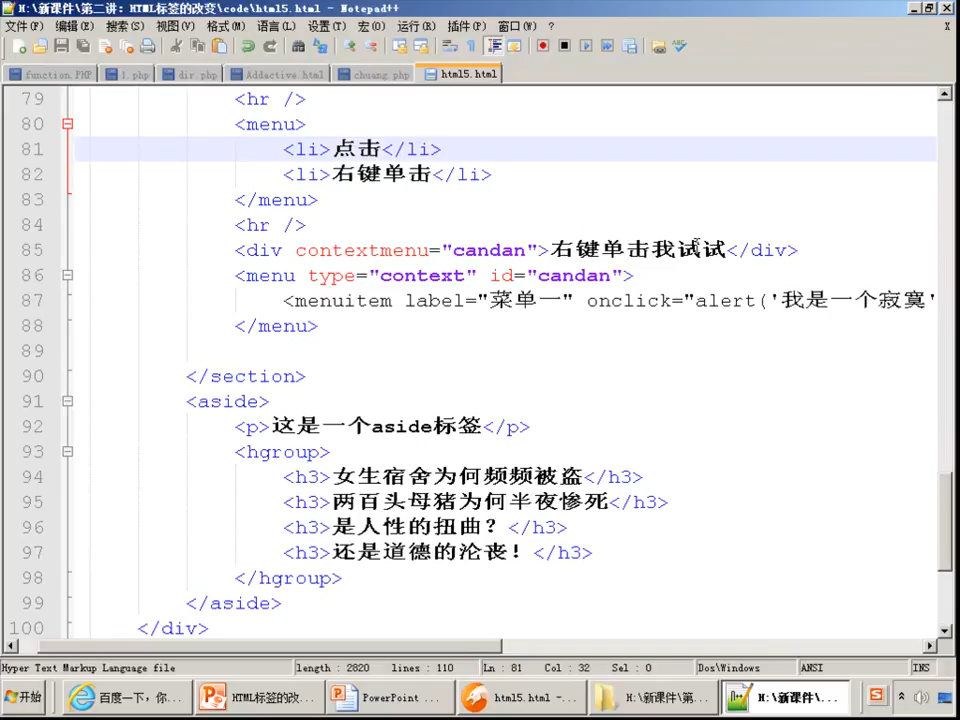 H:\新课件\第二讲：HTML标签的改变\code\html5.html - Notepad++
文件(F) 编辑(E) 搜索(S) 视图(V) 格式(M) 语言(L) 设置(T) 宏(O) 运行(R) 插件(P) 窗口(W) ? X
function.PHP 1.php dir.php Addactive.html chuang.php html5.html
79 <hr />
80 <menu>
81 <li>点击</li>
82 <li>右键单击</li>
83 </menu>
84 <hr />
85 <div contextmenu="candan">右键单击我试试</div>
86 <menu type="context" id="candan">
87 <menuitem label="菜单一" onclick="alert('我是一个寂寞'
88 </menu>
89
90 </section>
91 <aside>
92 <p>这是一个aside标签</p>
93 <hgroup>
94 <h3>女生宿舍为何频频被盗</h3>
95 <h3>两百头母猪为何半夜惨死</h3>
96 <h3>是人性的扭曲？</h3>
97 <h3>还是道德的沦丧！</h3>
98 </hgroup>
99 </aside>
100 </div>
Hyper Text Markup Language file length : 2820 lines : 110 Ln : 81 Col : 32 Sel : 0 Dos\Windows ANSI INS
开始 百度一下，你... HTML标签的改... PowerPoint ... html5.html -... H:\新课件\第... H:\新课件\...